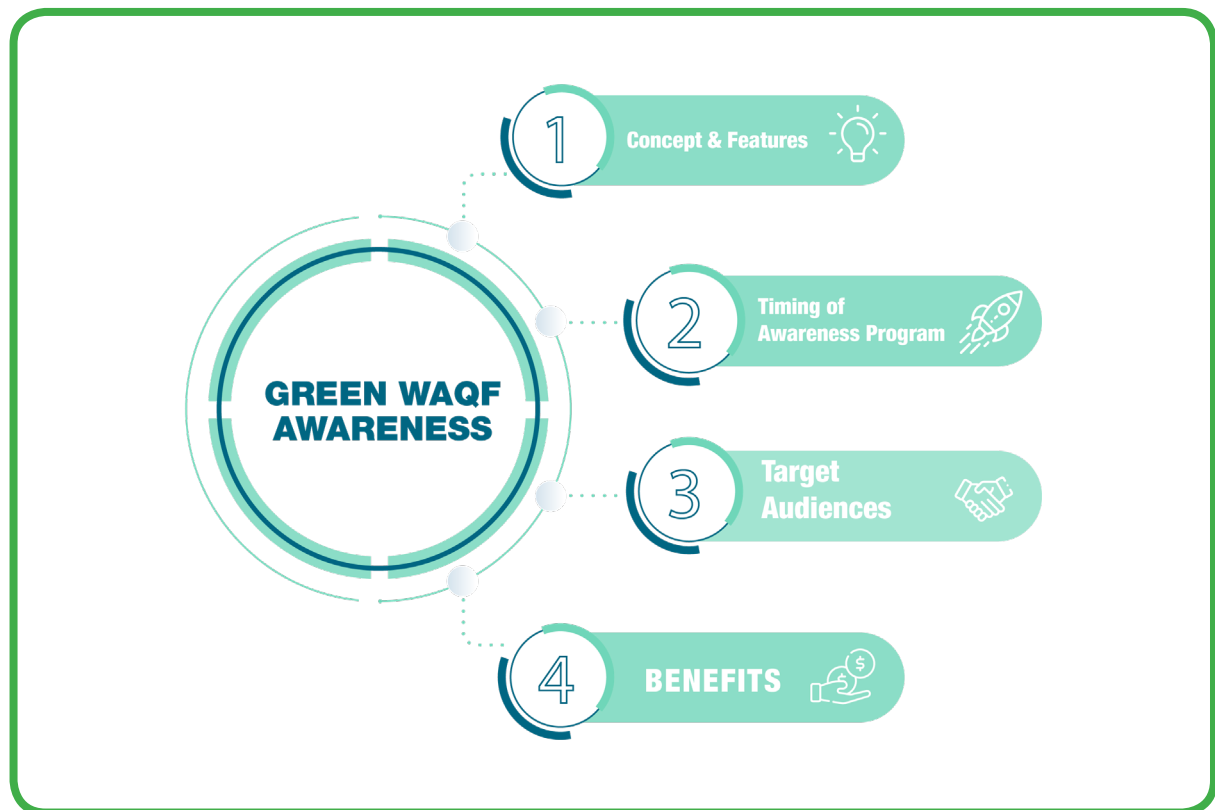 GREEN WAQF
AWARENESS
1
Concept & Features
2
Timing of
Awareness Program
3
Target
Audiences
4
BENEFITS
$
$